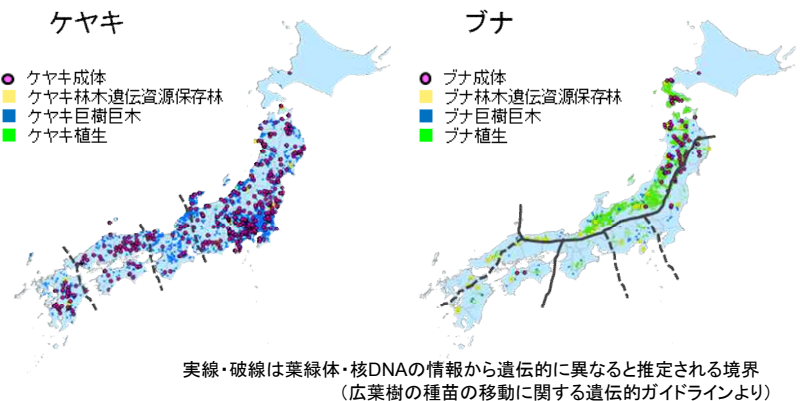 ケヤキ
ケヤキ成体
ケヤキ林木遺伝資源保存林
ケヤキ巨樹巨木
ケヤキ植生
ブナ
ブナ成体
ブナ林木遺伝資源保存林
ブナ巨樹巨木
ブナ植生
実線・破線は葉緑体・核DNAの情報から遺伝的に異なると推定される境界
（広葉樹の種苗の移動に関する遺伝的ガイドラインより）